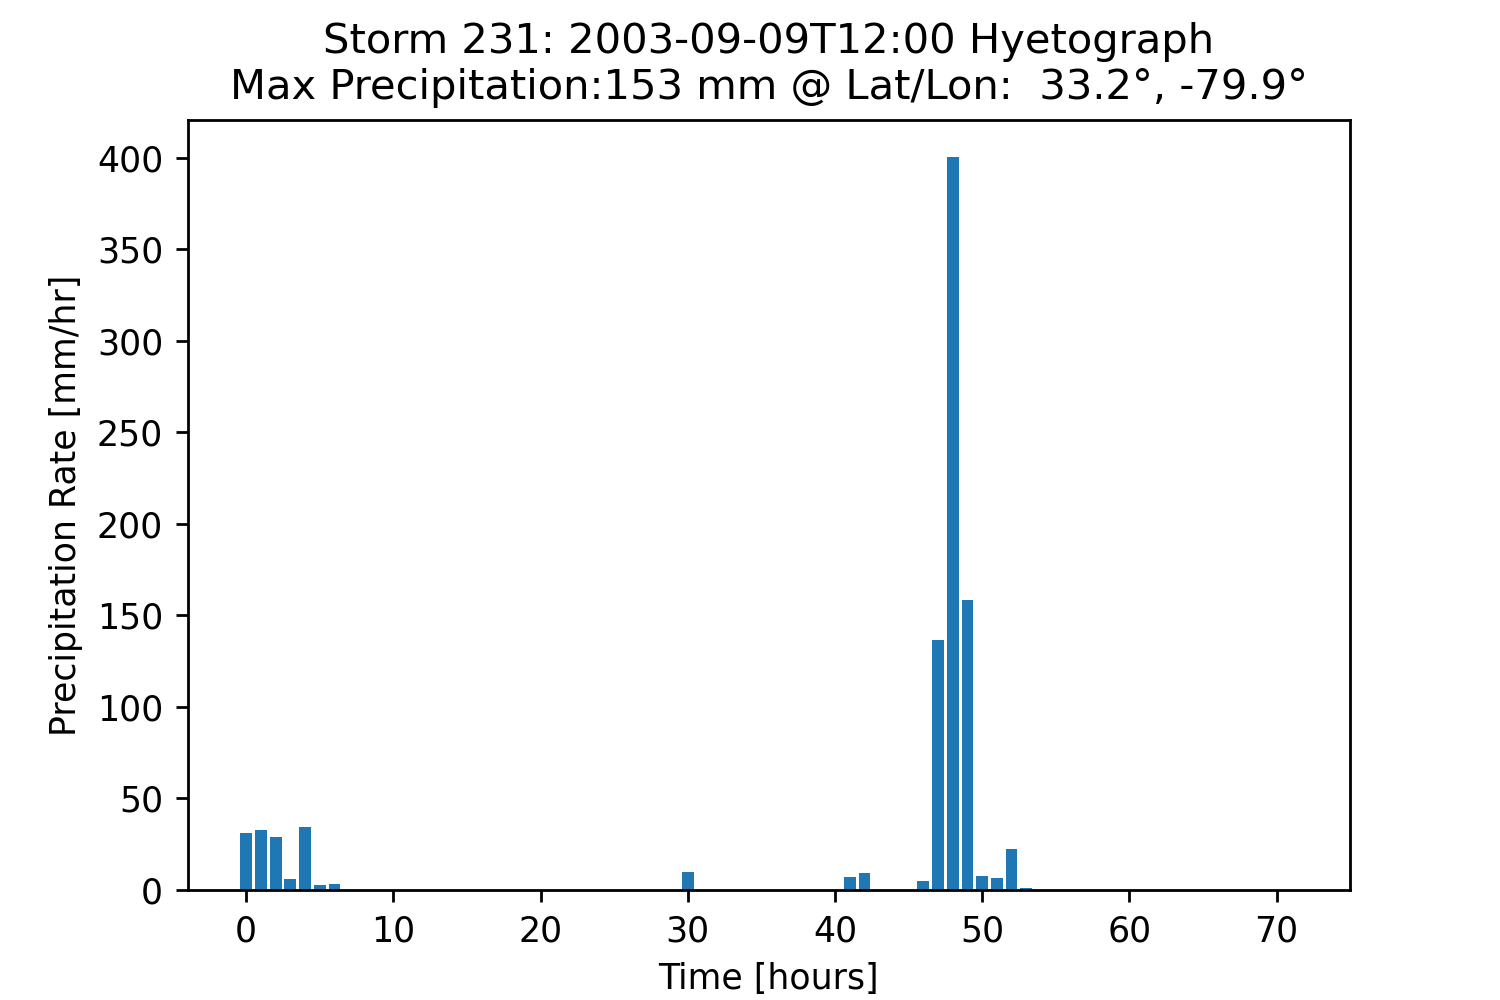 Storm 231: 2003-09-09T12:00 Hyetograph
Max Precipitation:153 mm @ Lat/Lon:  33.2°, -79.9°
400
350
300
250
200
150
100
50
0
Precipitation Rate [mm/hr]
0 10 20 30 40 50 60 70
Time [hours]